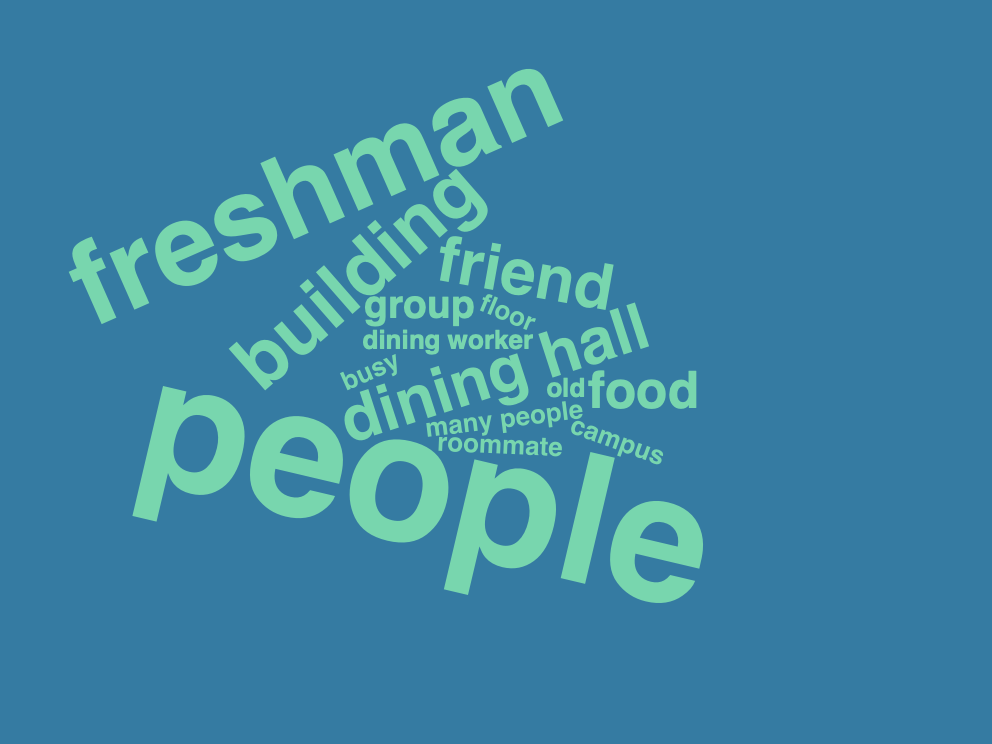 freshman
building
friend
group
floor
dining worker
busy
dining hall
old
food
many people
campus
roommate
people